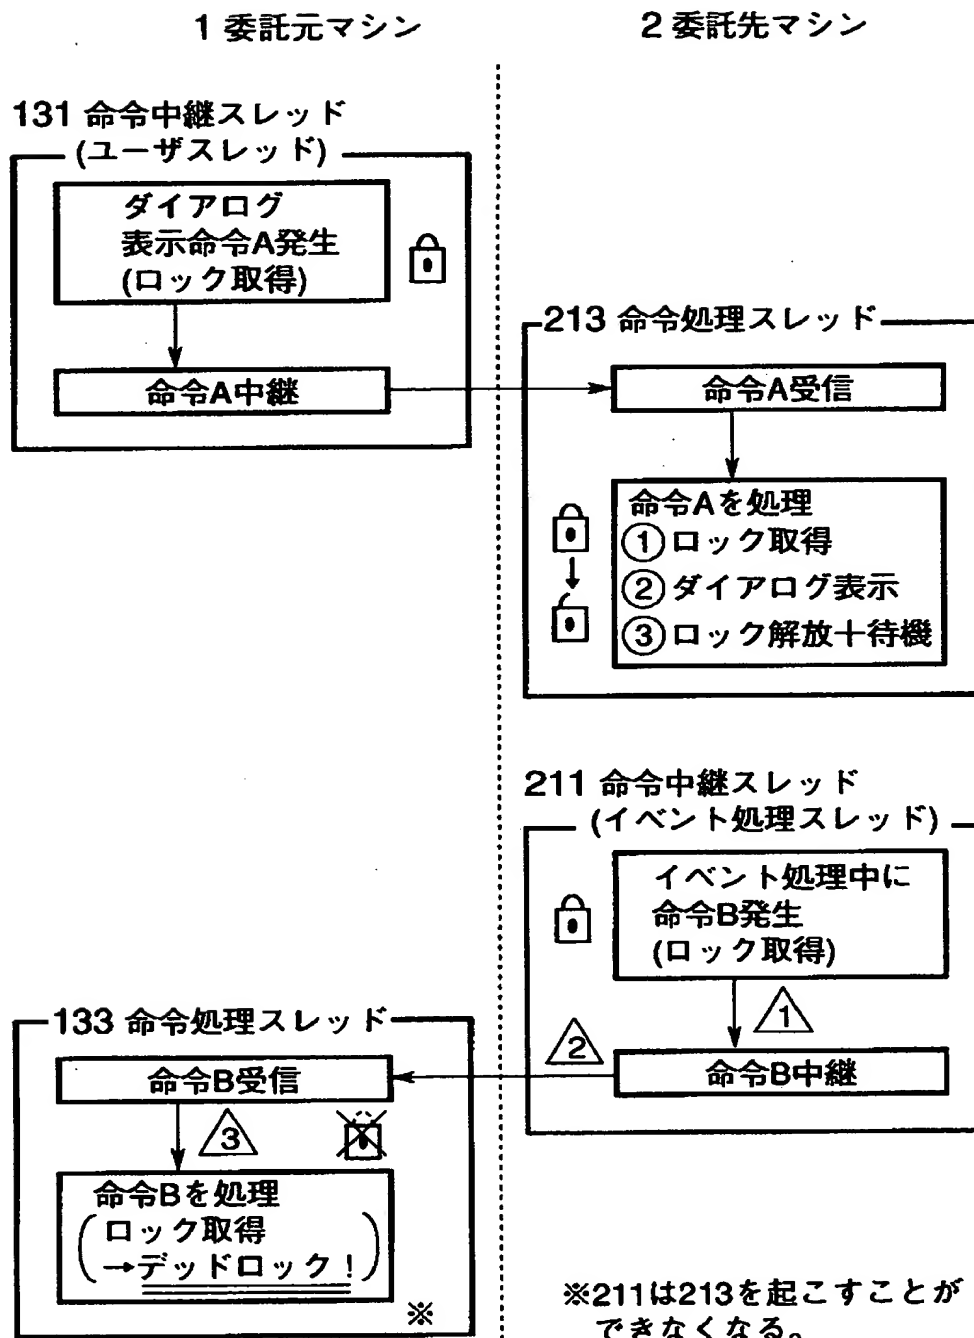 1 委託元マシン
2 委託先マシン
131 命令中継スレッド
(ユーザスレッド)
ダイアログ
表示命令A発生
(ロック取得)
命令A中継
213 命令処理スレッド
命令A受信
命令Aを処理
①ロック取得
②ダイアログ表示
③ロック解放+待機
211 命令中継スレッド
(イベント処理スレッド)
イベント処理中に
命令B発生
(ロック取得)
1
命令B中継
2
133 命令処理スレッド
命令B受信
3
命令Bを処理
(ロック取得
→デッドロック!)
※
※211は213を起こすことが
できなくなる。